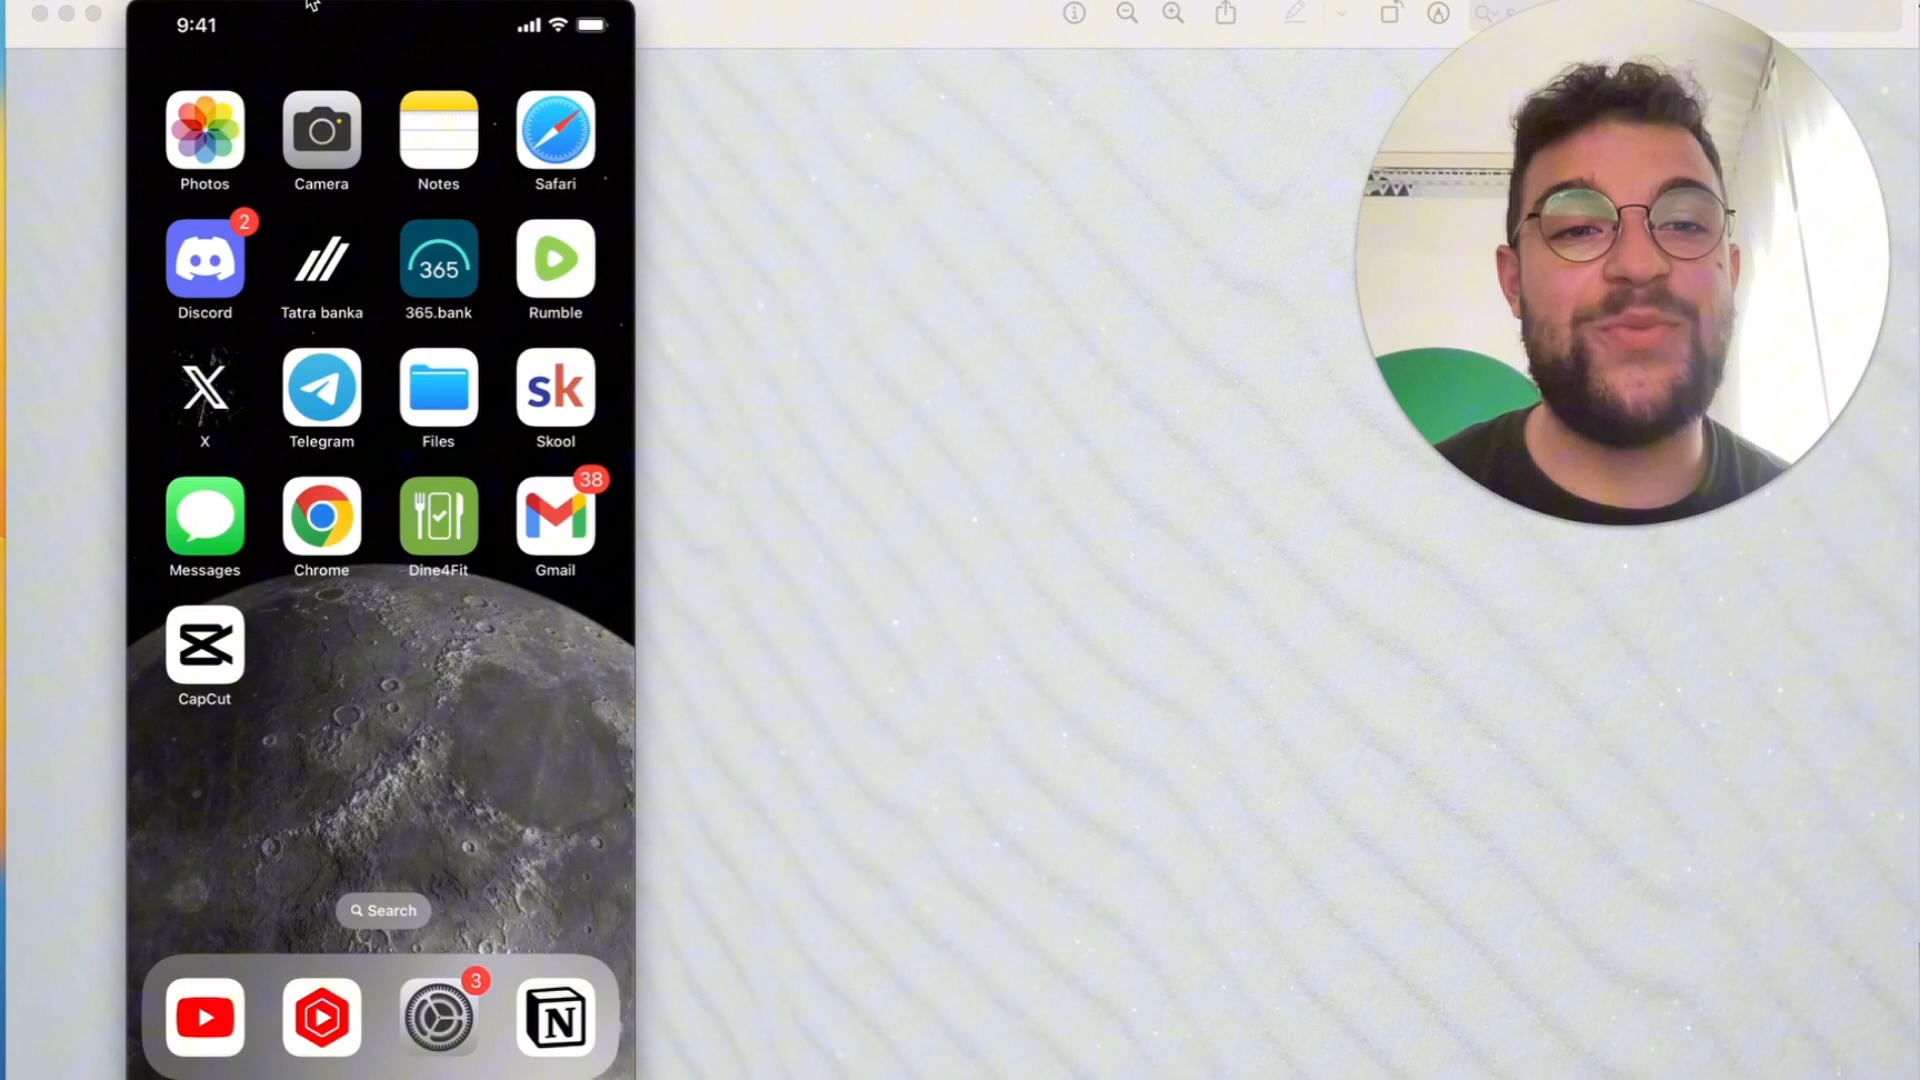 9:41
Photos Camera Notes Safari
2
365
Discord Tatra banka 365.bank Rumble
sk
X Telegram Files Skool
38
Messages Chrome Dine4Fit Gmail
CapCut
Search
3
N